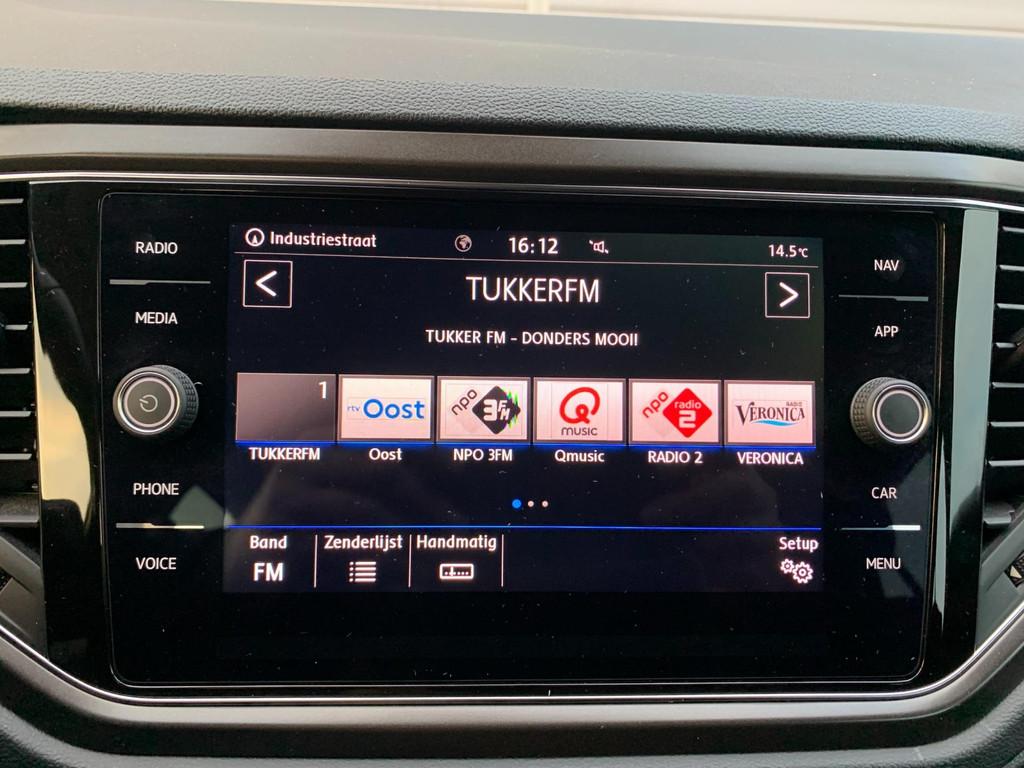 RADIO
MEDIA
PHONE
VOICE
Industriestraat 16:12 14.5°C
< TUKKERFM >
TUKKER FM - DONDERS MOOI!
1
rtv Oost
npo 3FM
Q music
npo radio 2
RADIO VERONICA
TUKKERFM Oost NPO 3FM Qmusic RADIO 2 VERONICA
Band Zenderlijst Handmatig Setup
FM
NAV
APP
CAR
MENU